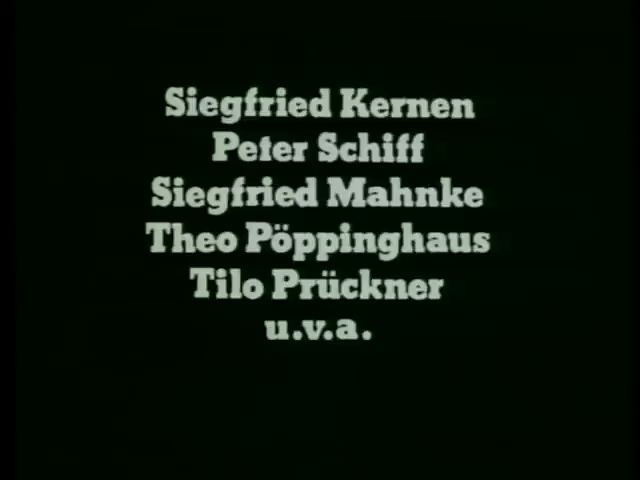 Siegfried Kernen
Peter Schiff
Siegfried Mahnke
Theo Pöppinghaus
Tilo Prückner
u.v.a.